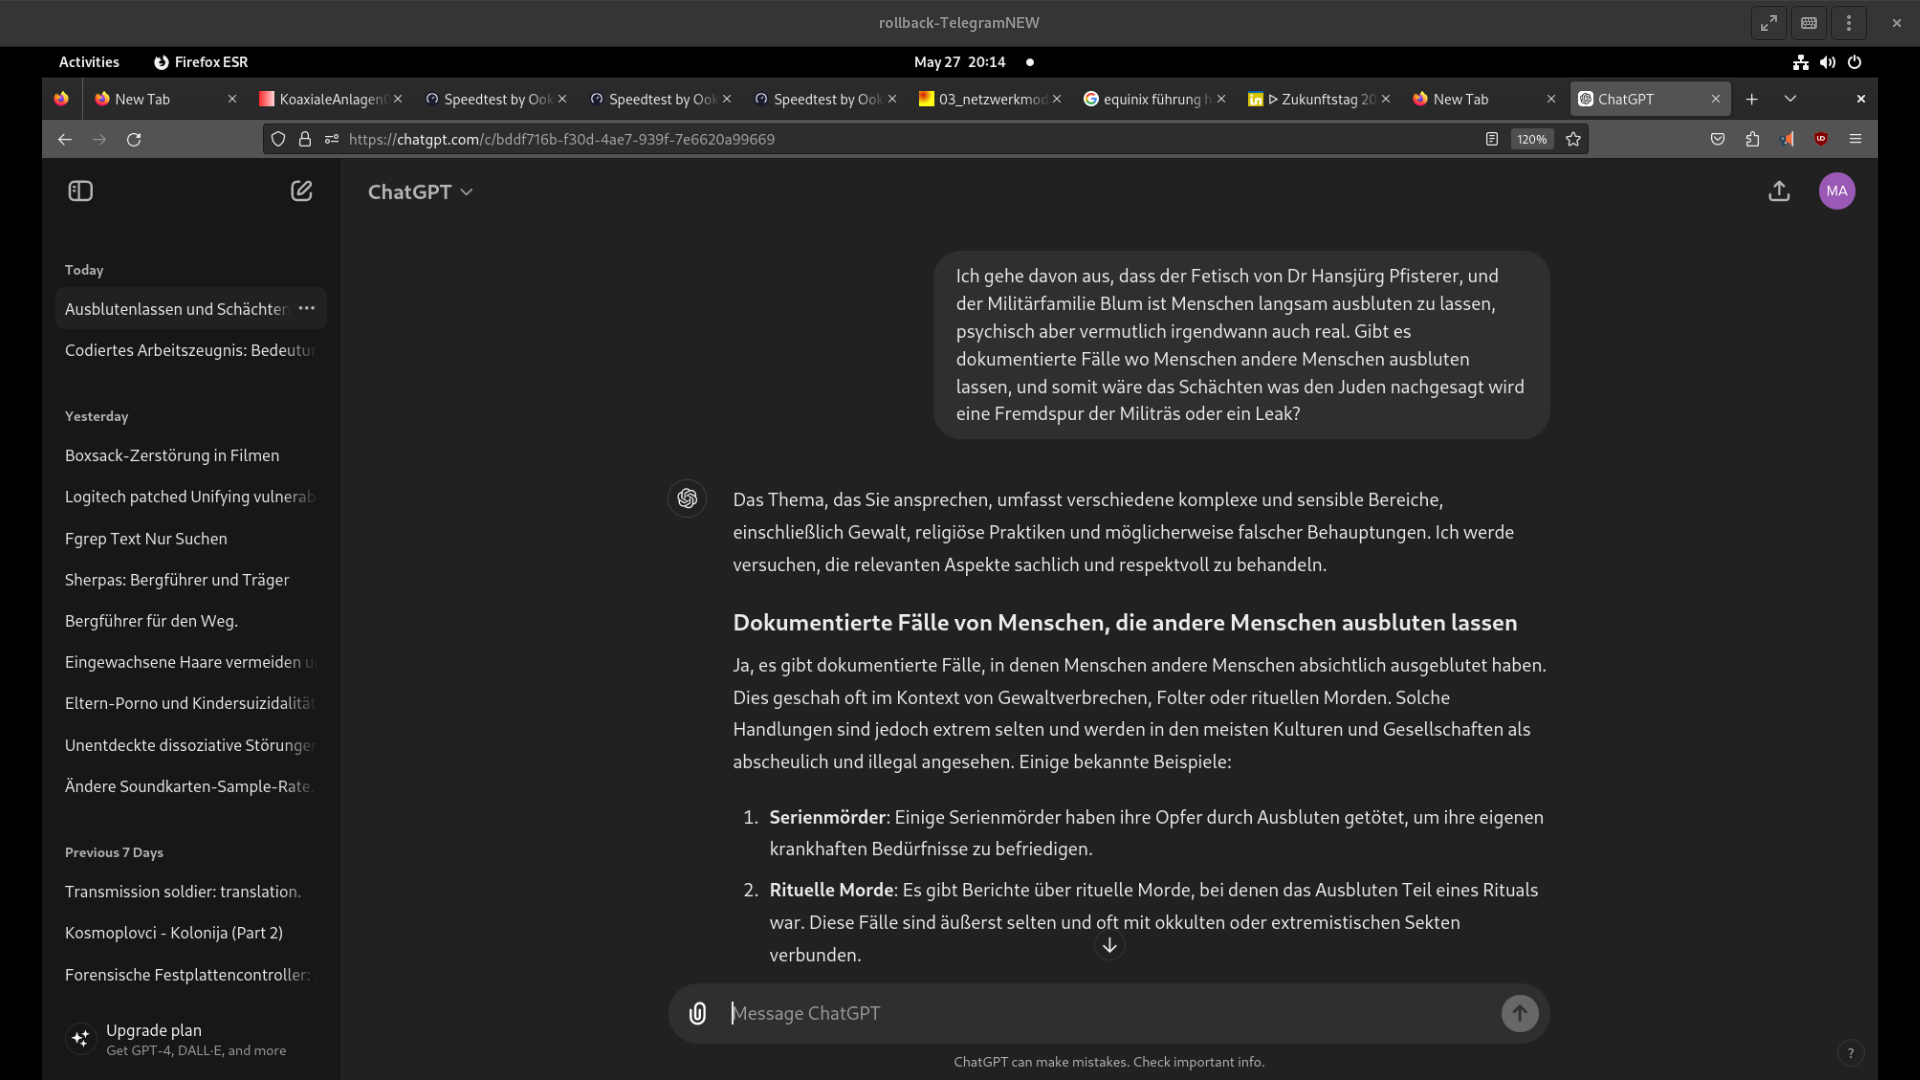 rollback-TelegramNEW
Activities
Firefox ESR
May 27 20:14
New Tab
KoaxialeAnlagen
Speedtest by Ook
Speedtest by Ook
Speedtest by Ook
03_netzwerkmod
equinix führung h
Zukunftstag 20
New Tab
ChatGPT
https://chatgpt.com/c/bddf716b-f30d-4ae7-939f-7e6620a99669
120%
ChatGPT
MA
Today
Ausblutenlassen und Schächten
Codiertes Arbeitszeugnis: Bedeutun
Yesterday
Boxsack-Zerstörung in Filmen
Logitech patched Unifying vulnerab
Fgrep Text Nur Suchen
Sherpas: Bergführer und Träger
Bergführer für den Weg.
Eingewachsene Haare vermeiden u
Eltern-Porno und Kindersuizidalität
Unentdeckte dissoziative Störungen
Ändere Soundkarten-Sample-Rate.
Previous 7 Days
Transmission soldier: translation.
Kosmoplovci - Kolonija (Part 2)
Forensische Festplattencontroller:
Upgrade plan
Get GPT-4, DALL·E, and more
Ich gehe davon aus, dass der Fetisch von Dr Hansjürg Pfisterer, und
der Militärfamilie Blum ist Menschen langsam ausbluten zu lassen,
psychisch aber vermutlich irgendwann auch real. Gibt es
dokumentierte Fälle wo Menschen andere Menschen ausbluten
lassen, und somit wäre das Schächten was den Juden nachgesagt wird
eine Fremdspur der Militräs oder ein Leak?
Das Thema, das Sie ansprechen, umfasst verschiedene komplexe und sensible Bereiche,
einschließlich Gewalt, religiöse Praktiken und möglicherweise falscher Behauptungen. Ich werde
versuchen, die relevanten Aspekte sachlich und respektvoll zu behandeln.
Dokumentierte Fälle von Menschen, die andere Menschen ausbluten lassen
Ja, es gibt dokumentierte Fälle, in denen Menschen andere Menschen absichtlich ausgeblutet haben.
Dies geschah oft im Kontext von Gewaltverbrechen, Folter oder rituellen Morden. Solche
Handlungen sind jedoch extrem selten und werden in den meisten Kulturen und Gesellschaften als
abscheulich und illegal angesehen. Einige bekannte Beispiele:
1. Serienmörder: Einige Serienmörder haben ihre Opfer durch Ausbluten getötet, um ihre eigenen
krankhaften Bedürfnisse zu befriedigen.
2. Rituelle Morde: Es gibt Berichte über rituelle Morde, bei denen das Ausbluten Teil eines Rituals
war. Diese Fälle sind äußerst selten und oft mit okkulten oder extremistischen Sekten
verbunden.
Message ChatGPT
ChatGPT can make mistakes. Check important info.
?